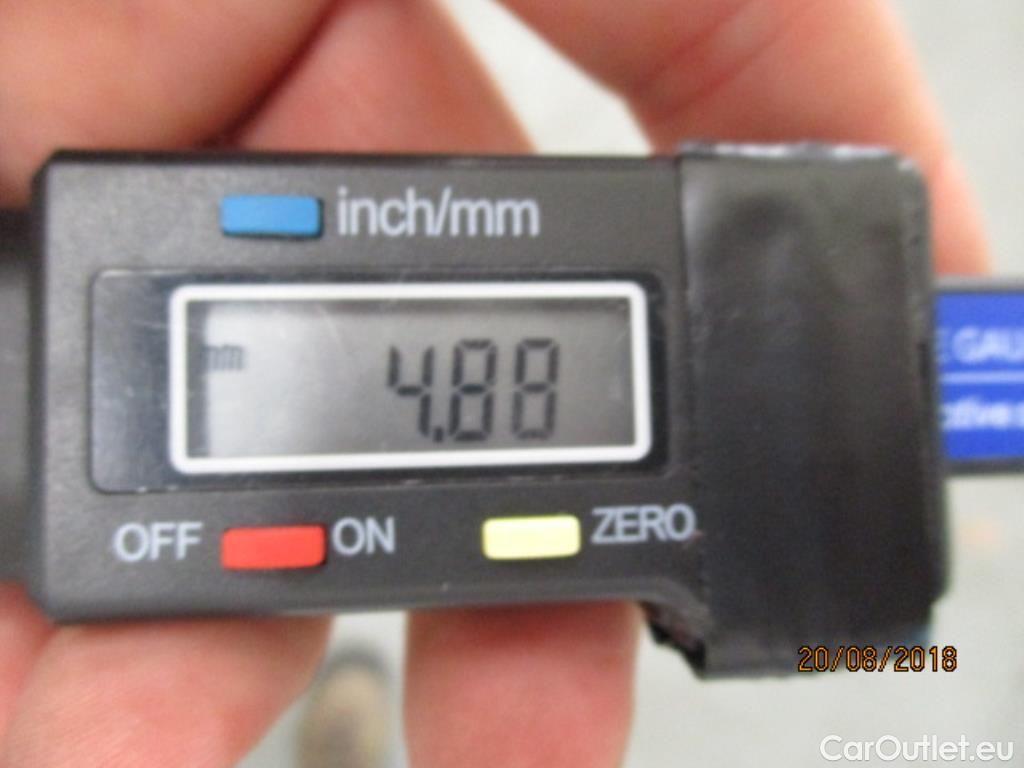 inch/mm
mm 4.88
OFF ON ZERO
20/08/2018
CarOutlet.eu